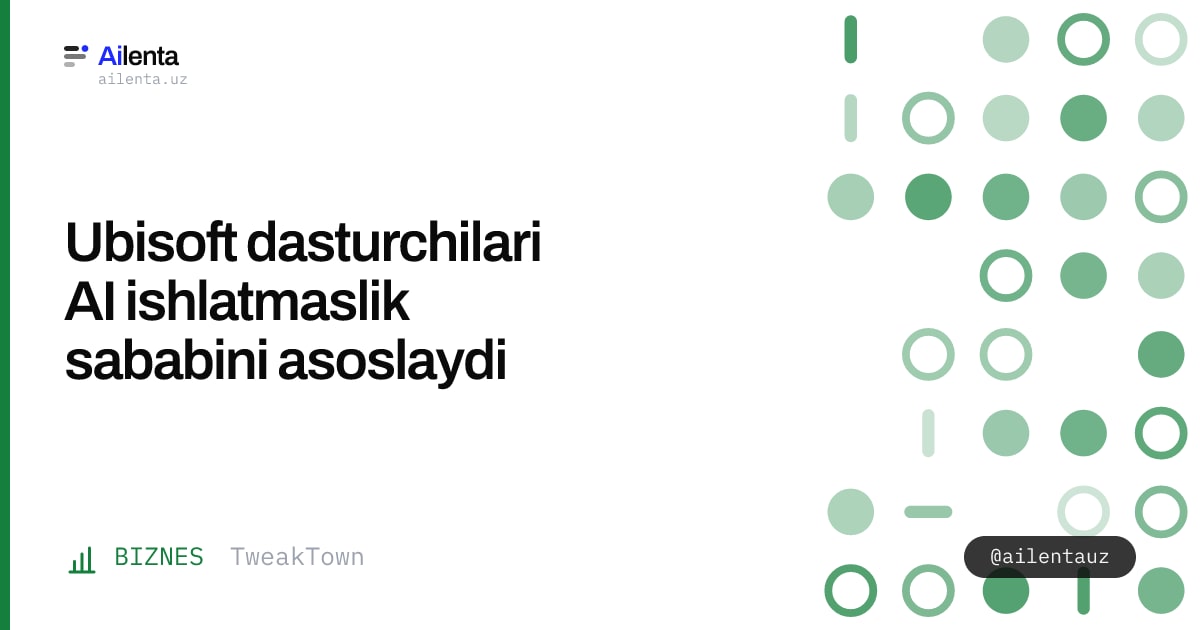 Ailenta
ailenta.uz
Ubisoft dasturchilari
AI ishlatmaslik
sababini asoslaydi
BIZNES TweakTown
@ailentauz